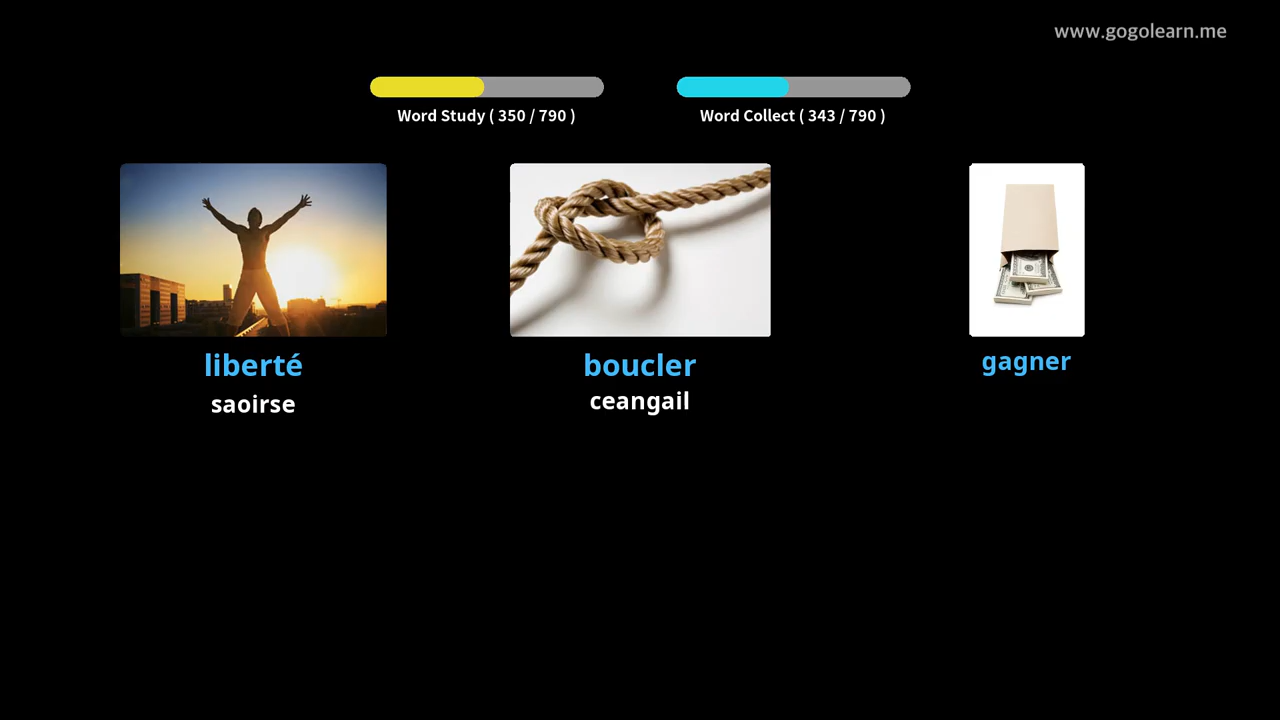 www.gogolearn.me
Word Study ( 350 / 790 )
Word Collect ( 343 / 790 )
liberté
saoirse
boucler
ceangail
gagner